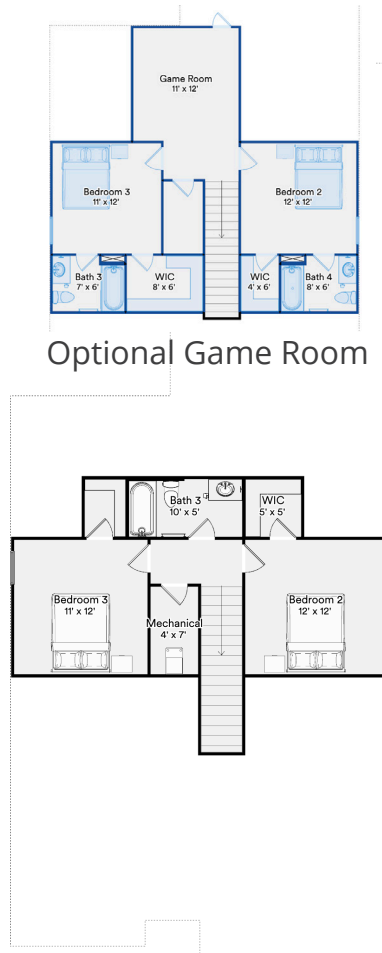 Game Room
11' x 12'
Bedroom 3
11' x 12'
Bedroom 2
12' x 12'
Bath 3
7' x 6'
WIC
8' x 6'
WIC
4' x 6'
Bath 4
8' x 6'
Optional Game Room
Bath 3
10' x 5'
WIC
5' x 5'
Bedroom 3
11' x 12'
Bedroom 2
12' x 12'
Mechanical
4' x 7'